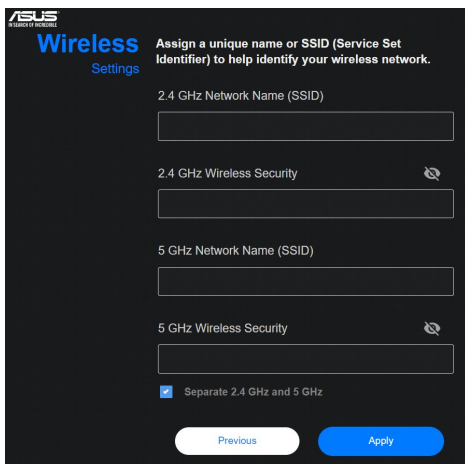 ASUS
IN SEARCH OF INCREDIBLE
Wireless
Settings
Assign a unique name or SSID (Service Set
Identifier) to help identify your wireless network.
2.4 GHz Network Name (SSID)
2.4 GHz Wireless Security
5 GHz Network Name (SSID)
5 GHz Wireless Security
Separate 2.4 GHz and 5 GHz
Previous
Apply